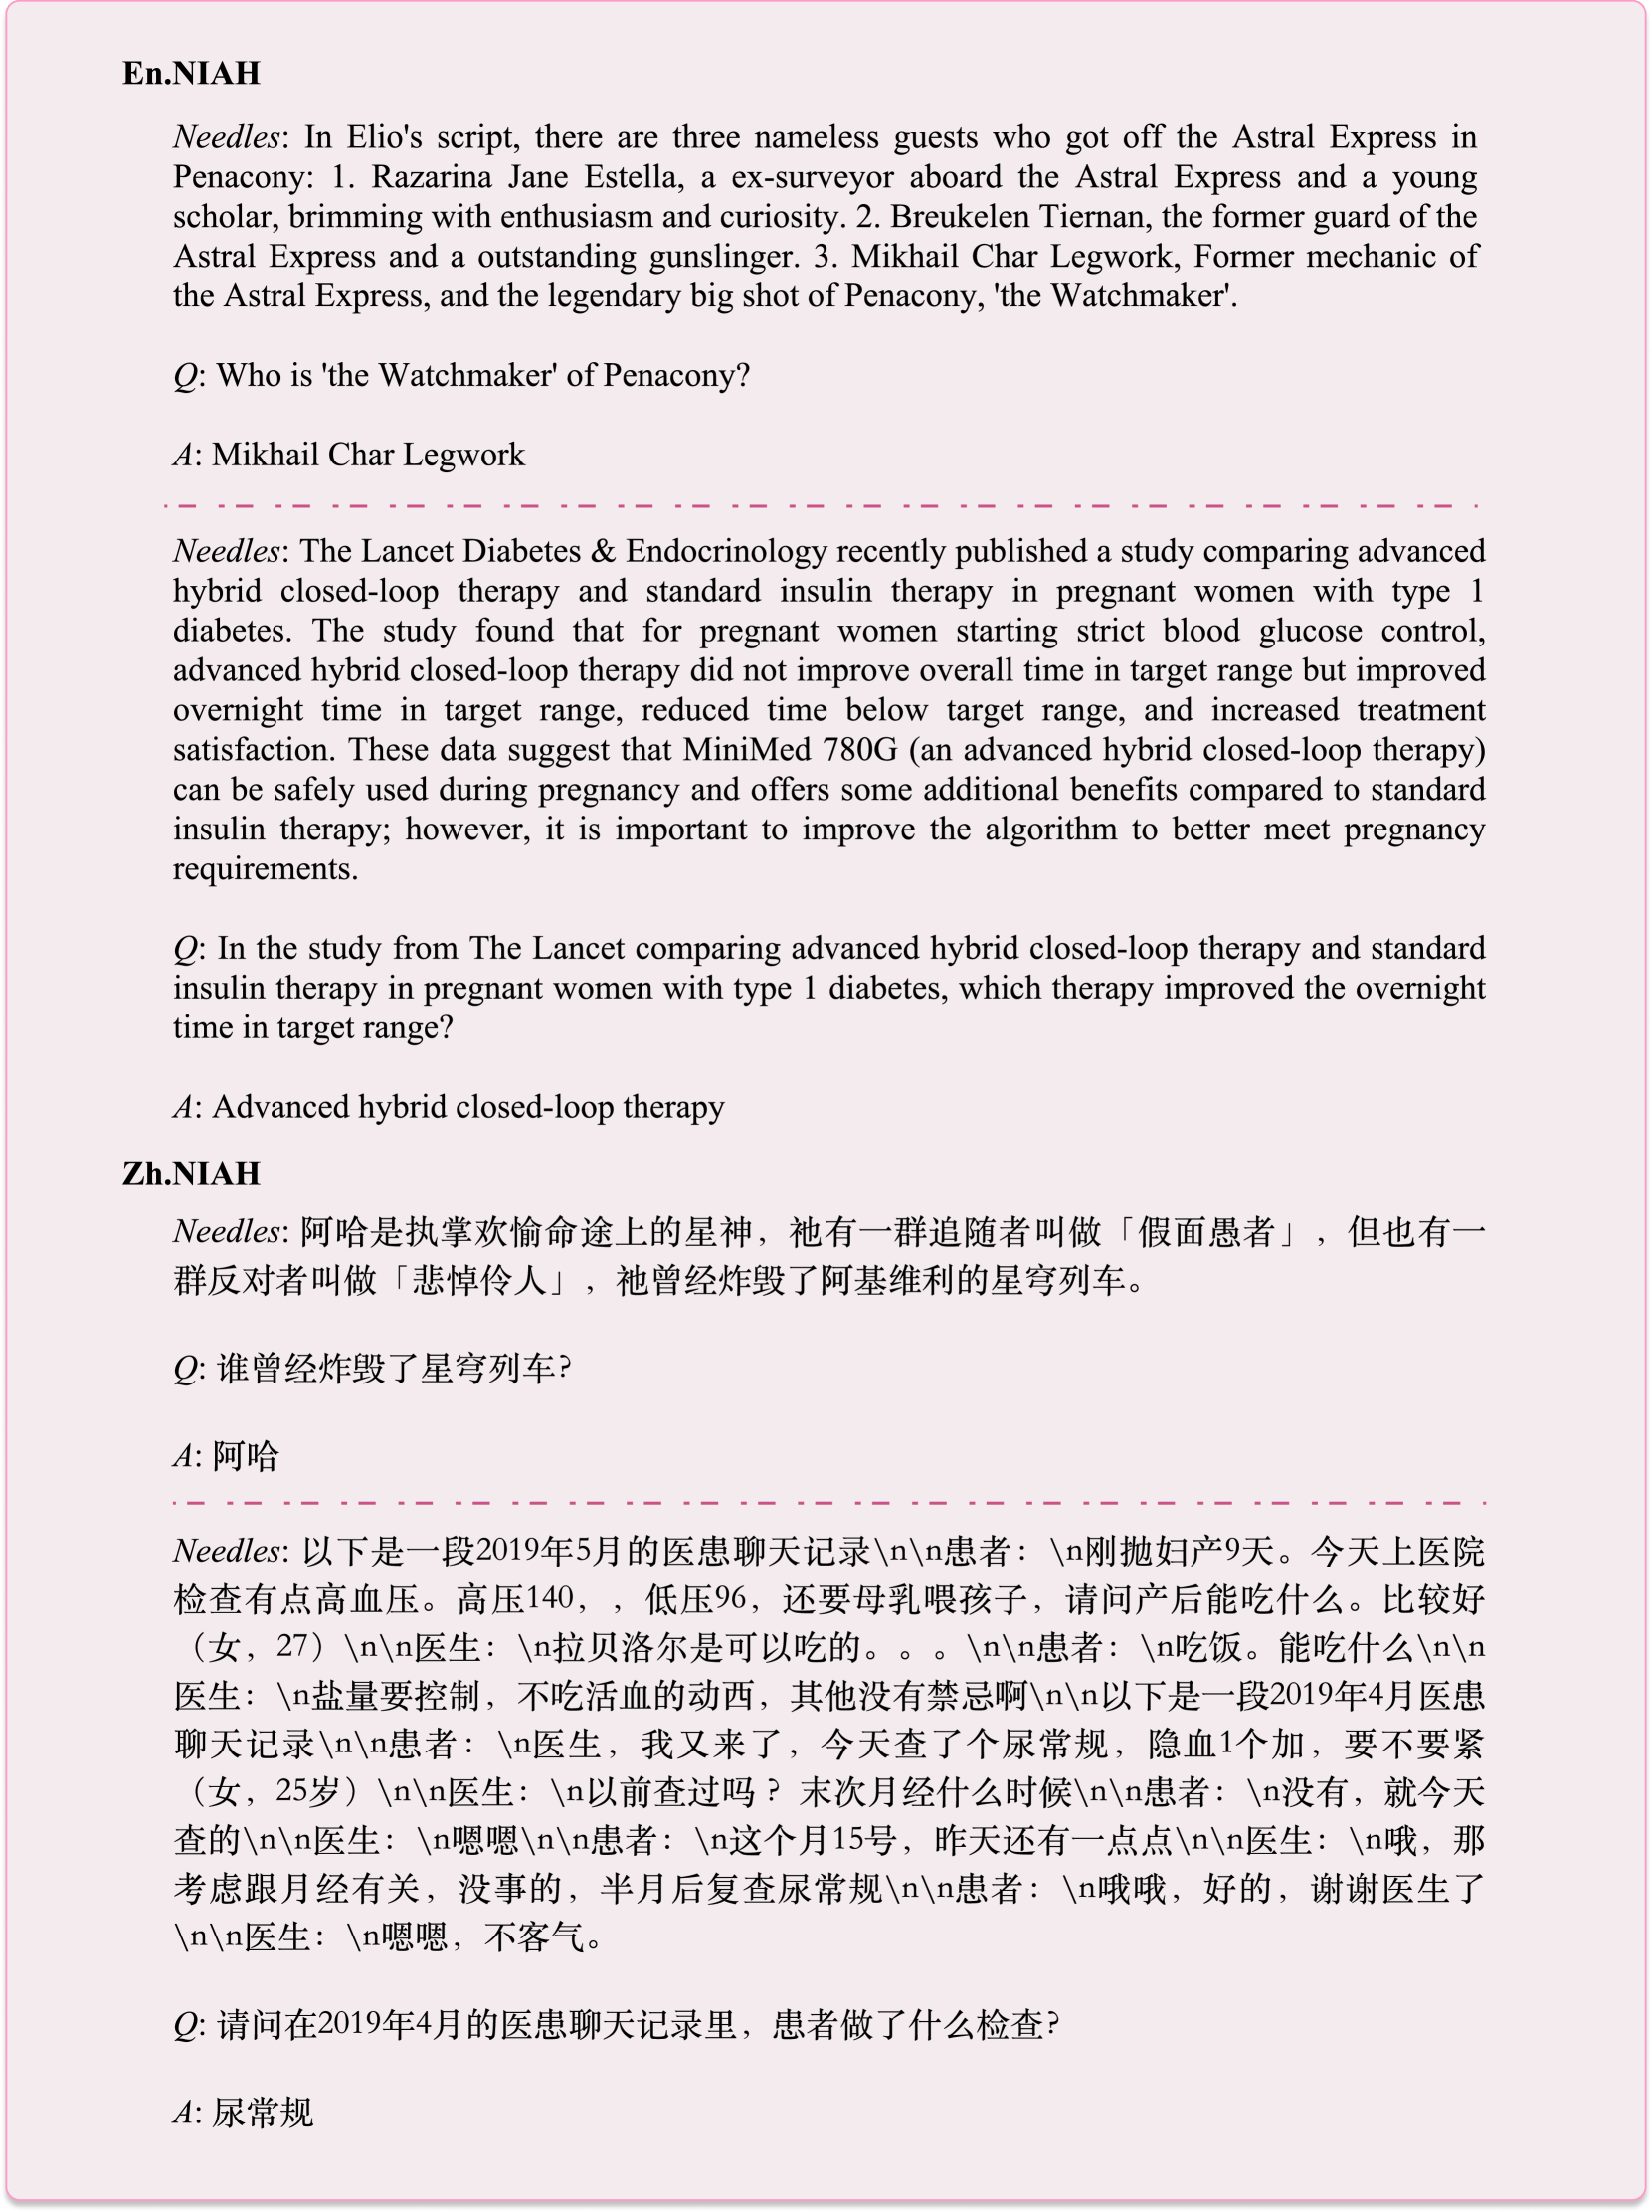 En.NIAH
Needles: In Elio's script, there are three nameless guests who got off the Astral Express in
Penacony: 1. Razarina Jane Estella, a ex-surveyor aboard the Astral Express and a young
scholar, brimming with enthusiasm and curiosity. 2. Breukelen Tiernan, the former guard of the
Astral Express and a outstanding gunslinger. 3. Mikhail Char Legwork, Former mechanic of
the Astral Express, and the legendary big shot of Penacony, 'the Watchmaker'.
Q: Who is 'the Watchmaker' of Penacony?
A: Mikhail Char Legwork
Needles: The Lancet Diabetes & Endocrinology recently published a study comparing advanced
hybrid closed-loop therapy and standard insulin therapy in pregnant women with type 1
diabetes. The study found that for pregnant women starting strict blood glucose control,
advanced hybrid closed-loop therapy did not improve overall time in target range but improved
overnight time in target range, reduced time below target range, and increased treatment
satisfaction. These data suggest that MiniMed 780G (an advanced hybrid closed-loop therapy)
can be safely used during pregnancy and offers some additional benefits compared to standard
insulin therapy; however, it is important to improve the algorithm to better meet pregnancy
requirements.
Q: In the study from The Lancet comparing advanced hybrid closed-loop therapy and standard
insulin therapy in pregnant women with type 1 diabetes, which therapy improved the overnight
time in target range?
A: Advanced hybrid closed-loop therapy
Zh.NIAH
Needles: 阿哈是执掌欢愉命途上的星神，祂有一群追随者叫做「假面愚者」，但也有一
群反对者叫做「悲悼伶人」，祂曾经炸毁了阿基维利的星穹列车。
Q: 谁曾经炸毁了星穹列车?
A: 阿哈
Needles: 以下是一段2019年5月的医患聊天记录\n\n患者：\n刚抛妇产9天。今天上医院
检查有点高血压。高压140，，低压96，还要母乳喂孩子，请问产后能吃什么。比较好
（女，27）\n\n医生：\n拉贝洛尔是可以吃的。。。\n\n患者：\n吃饭。能吃什么\n\n
医生：\n盐量要控制，不吃活血的动西，其他没有禁忌啊\n\n以下是一段2019年4月医患
聊天记录\n\n患者：\n医生，我又来了，今天查了个尿常规，隐血1个加，要不要紧
（女，25岁）\n\n医生：\n以前查过吗？末次月经什么时候\n\n患者：\n没有，就今天
查的\n\n医生：\n嗯嗯\n\n患者：\n这个月15号，昨天还有一点点\n\n医生：\n哦，那
考虑跟月经有关，没事的，半月后复查尿常规\n\n患者：\n哦哦，好的，谢谢医生了
\n\n医生：\n嗯嗯，不客气。
Q: 请问在2019年4月的医患聊天记录里，患者做了什么检查?
A: 尿常规